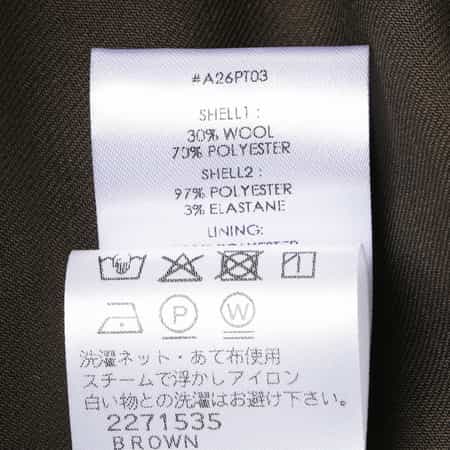 #A26PT03
SHELL1 :
30% WOOL
70% POLYESTER
SHELL2 :
97% POLYESTER
3% ELASTANE
LINING:
P
W
洗濯ネット・あて布使用
スチームで浮かしアイロン
白い物との洗濯はお避け下さい。
2271535
BROWN